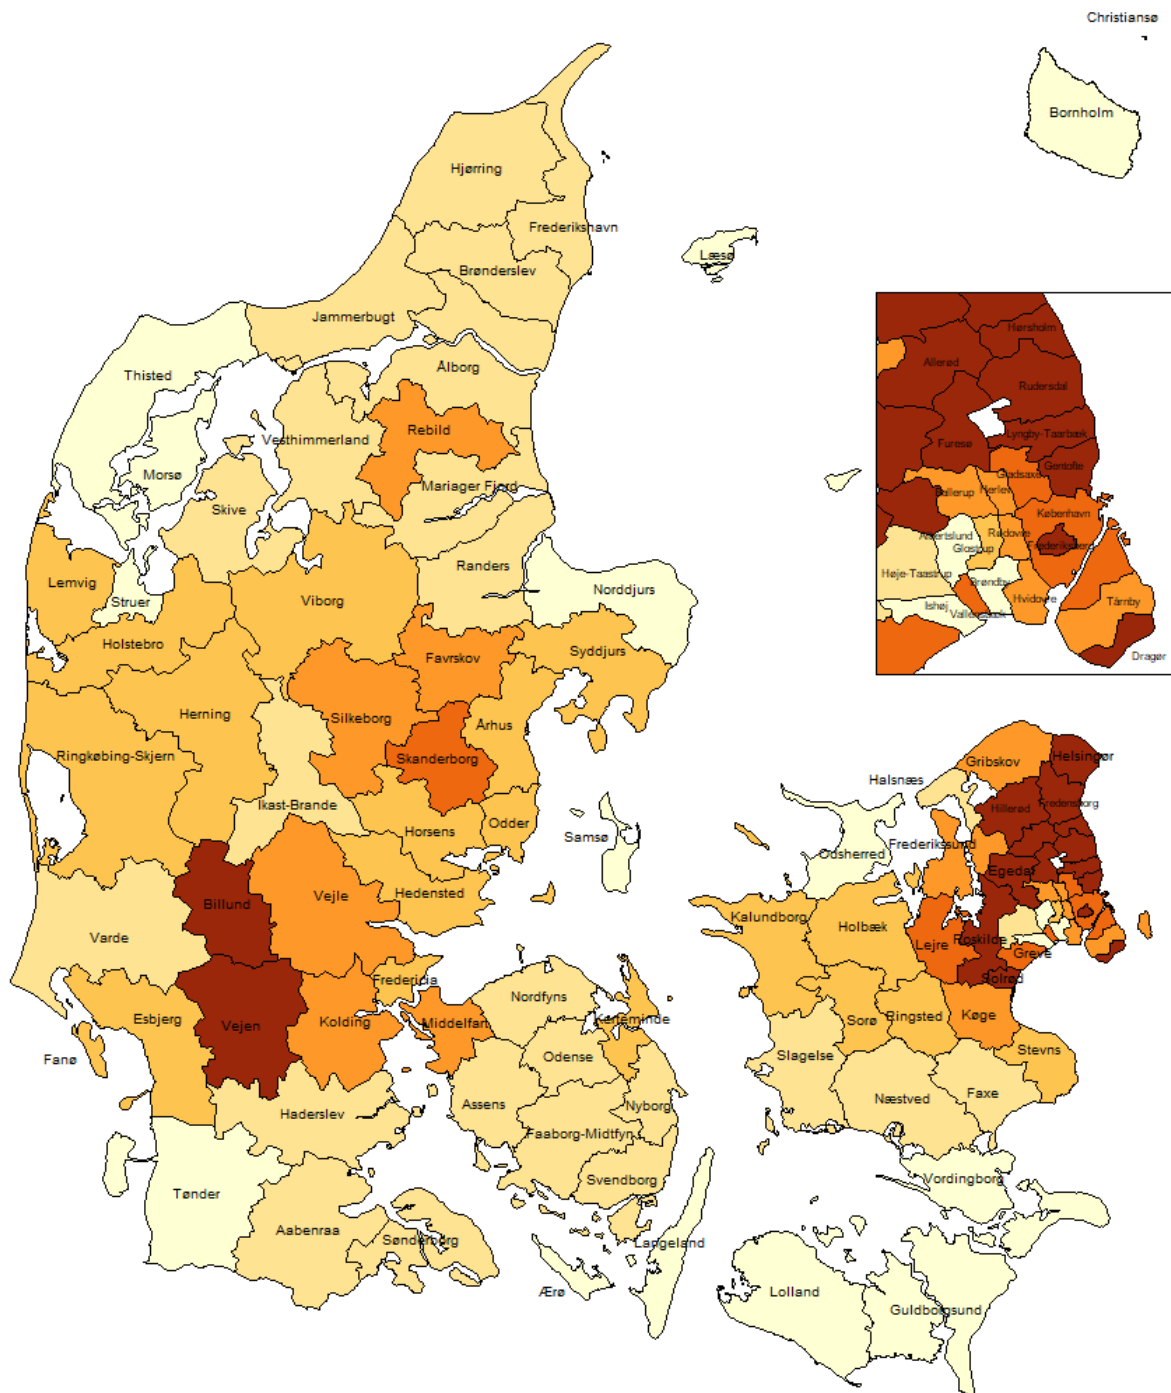 Christiansø
Bornholm
Hjørring
Frederikshavn
Læsø
Brønderslev
Jammerbugt
Ålborg
Thisted
Rebild
Vesthimmerland
Morsø
Mariager Fjord
Skive
Randers
Lemvig
Viborg
Norddjurs
Struer
Holstebro
Favrskov
Syddjurs
Herning
Silkeborg
Århus
Ringkøbing-Skjern
Skanderborg
Ikast-Brande
Horsens
Odder
Samsø
Hedensted
Vejle
Billund
Varde
Fredericia
Esbjerg
Vejen
Kolding
Middelfart
Nordfyns
Kerteminde
Fanø
Odense
Haderslev
Assens
Nyborg
Faaborg-Midtfyn
Svendborg
Tønder
Aabenraa
Sønderborg
Langeland
Ærø
Hørsholm
Allerød
Rudersdal
Furesø
Lyngby-Taarbæk
Gentofte
Gladsaxe
Ballerup
Herlev
København
Albertslund
Rødovre
Frederiksberg
Glostrup
Høje-Taastrup
Brøndby
Ishøj
Vallensbæk
Hvidovre
Tårnby
Dragør
Helsingør
Gribskov
Halsnæs
Hillerød
Fredensborg
Frederikssund
Odsherred
Egedal
Kalundborg
Holbæk
Lejre
Roskilde
Greve
Solrød
Sorø
Ringsted
Køge
Stevns
Slagelse
Næstved
Faxe
Vordingborg
Lolland
Guldborgsund